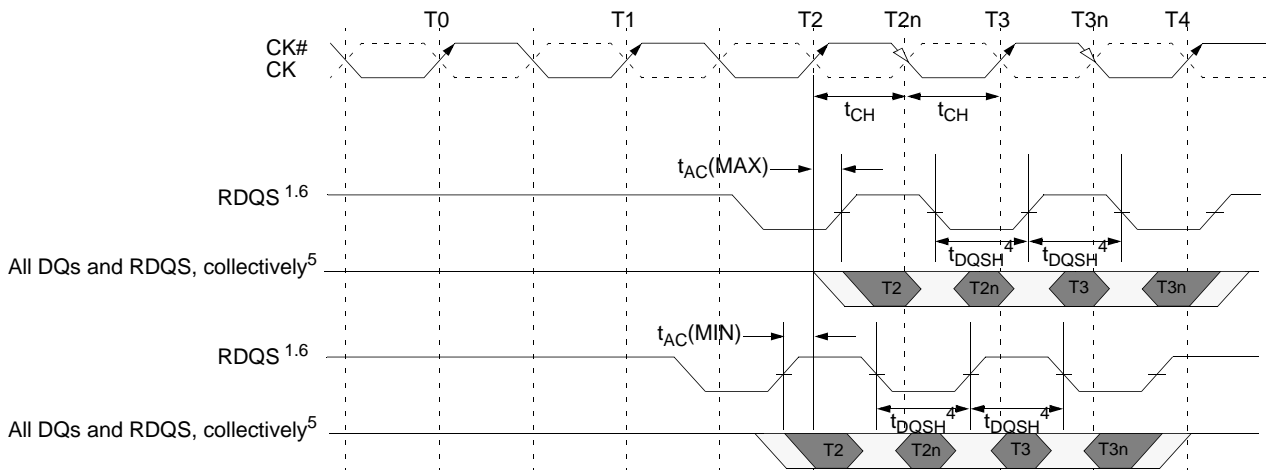 T0 T1 T2 T2n T3 T3n T4
CK#
CK
tCH tCH
tAC(MAX)
RDQS 1.6
tDQSH 4 tDQSH 4
All DQs and RDQS, collectively5
T2 T2n T3 T3n
tAC(MIN)
RDQS 1.6
tDQSH 4 tDQSH 4
All DQs and RDQS, collectively5
T2 T2n T3 T3n